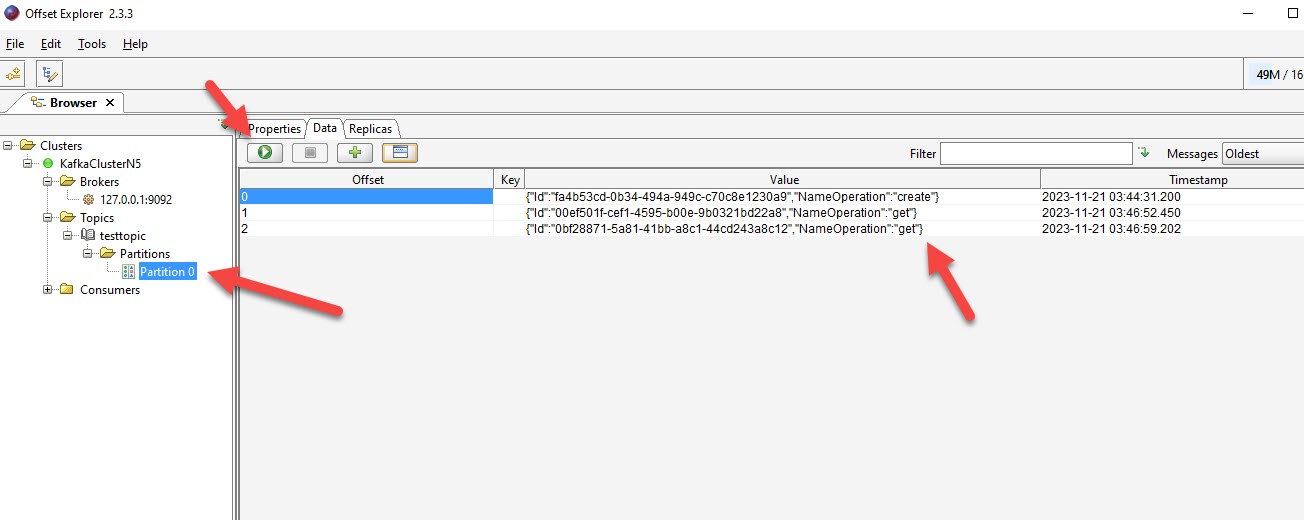 Offset Explorer 2.3.3
File Edit Tools Help
49M / 16
Browser
Properties Data Replicas
Clusters
KafkaClusterN5
Brokers
127.0.0.1:9092
Topics
testtopic
Partitions
Partition 0
Consumers
Filter Messages Oldest
Offset Key Value Timestamp
0 {"Id":"fa4b53cd-0b34-494a-949c-c70c8e1230a9","NameOperation":"create"} 2023-11-21 03:44:31.200
1 {"Id":"00ef501f-cef1-4595-b00e-9b0321bd22a8","NameOperation":"get"} 2023-11-21 03:46:52.450
2 {"Id":"0bf28871-5a81-41bb-a8c1-44cd243a8c12","NameOperation":"get"} 2023-11-21 03:46:59.202